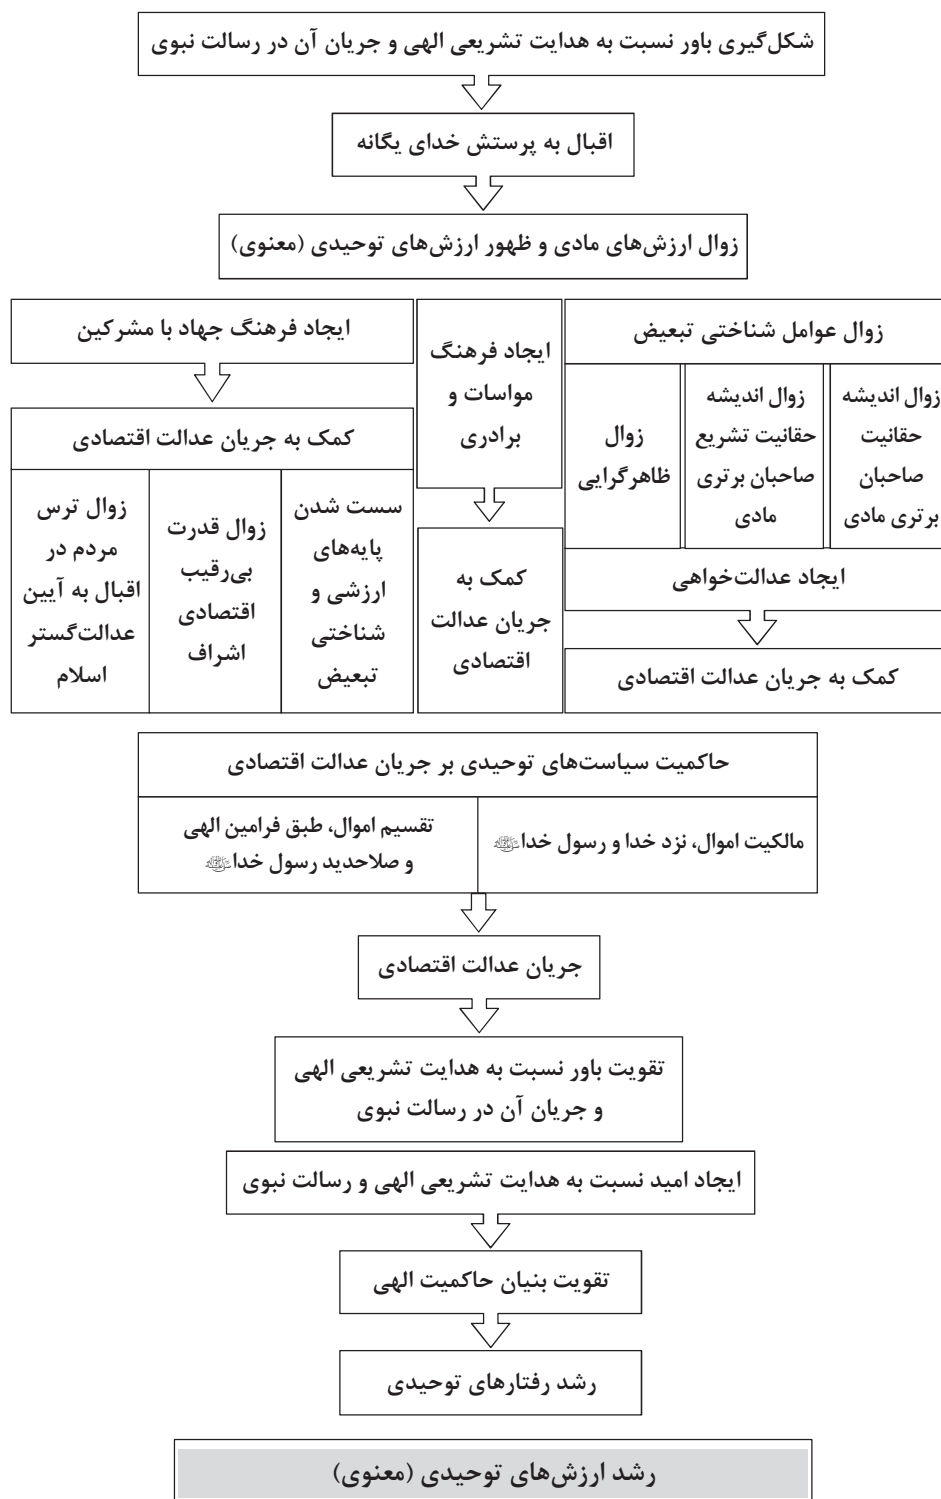 شکل‌گیری باور نسبت به هدایت تشریعی الهی و جریان آن در رسالت نبوی
اقبال به پرستش خدای یگانه
زوال ارزش‌های مادی و ظهور ارزش‌های توحیدی (معنوی)
زوال عوامل شناختی تبعیض
زوال اندیشه
حقانیت
صاحبان
برتری مادی
زوال اندیشه
حقانیت تشریع
صاحبان برتری
مادی
زوال
ظاهرگرایی
ایجاد عدالت‌خواهی
کمک به جریان عدالت اقتصادی
ایجاد فرهنگ
مواسات و
برادری
کمک به
جریان عدالت
اقتصادی
ایجاد فرهنگ جهاد با مشرکین
کمک به جریان عدالت اقتصادی
سست شدن
پایه‌های
ارزشی و
شناختی
تبعیض
زوال قدرت
بی‌رقیب
اقتصادی
اشراف
زوال ترس
مردم در
اقبال به آیین
عدالت‌گستر
اسلام
حاکمیت سیاست‌های توحیدی بر جریان عدالت اقتصادی
مالکیت اموال، نزد خدا و رسول خدا
تقسیم اموال، طبق فرامین الهی
و صلاحدید رسول خدا
جریان عدالت اقتصادی
تقویت باور نسبت به هدایت تشریعی الهی
و جریان آن در رسالت نبوی
ایجاد امید نسبت به هدایت تشریعی الهی و رسالت نبوی
تقویت بنیان حاکمیت الهی
رشد رفتارهای توحیدی
رشد ارزش‌های توحیدی (معنوی)